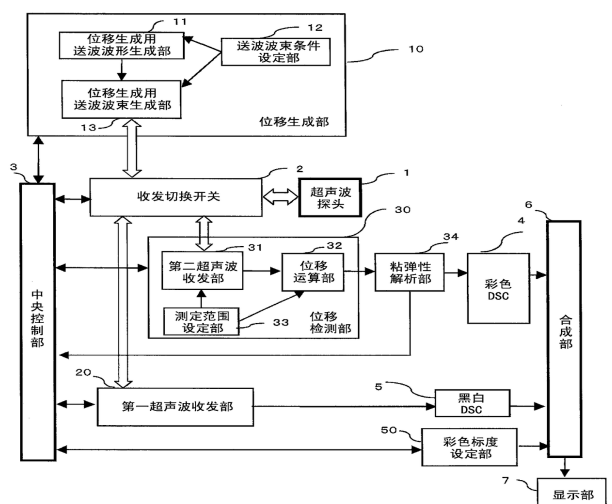 11
12
10
位移生成用
送波波形生成部
送波波束条件
设定部
位移生成用
送波波束生成部
13
位移生成部
3
2
1
收发切换开关
超声波
探头
6
30
31
32
34
4
第二超声波
收发部
位移
运算部
粘弹性
解析部
彩色
DSC
测定范围
设定部
33
位移
检测部
中央控制部
合成部
20
第一超声波收发部
5
黑白
DSC
50
彩色标度
设定部
7
显示部